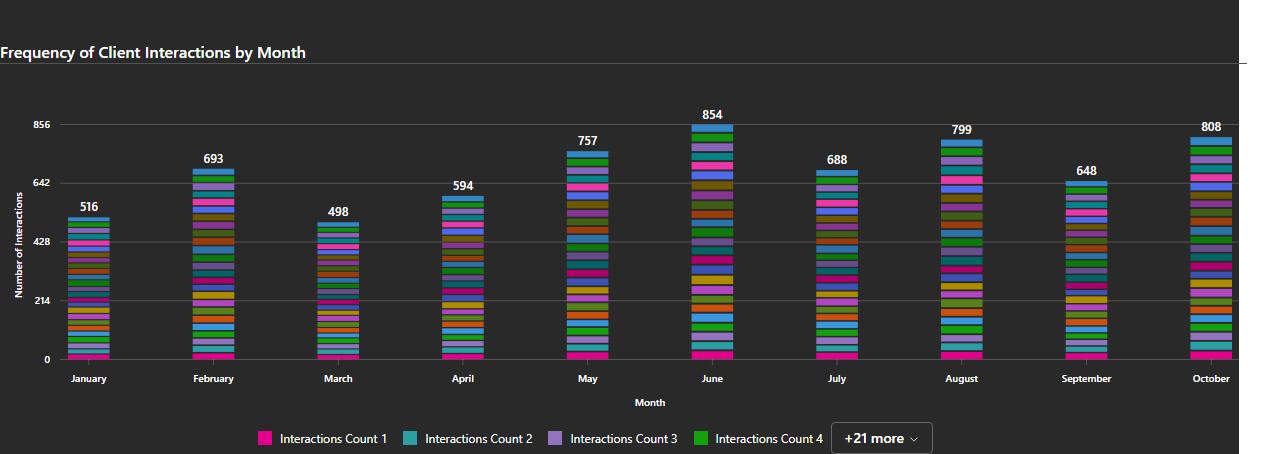 Frequency of Client Interactions by Month
856
642
428
214
0
Number of Interactions
516
693
498
594
757
854
688
799
648
808
January
February
March
April
May
June
July
August
September
October
Month
Interactions Count 1
Interactions Count 2
Interactions Count 3
Interactions Count 4
+21 more